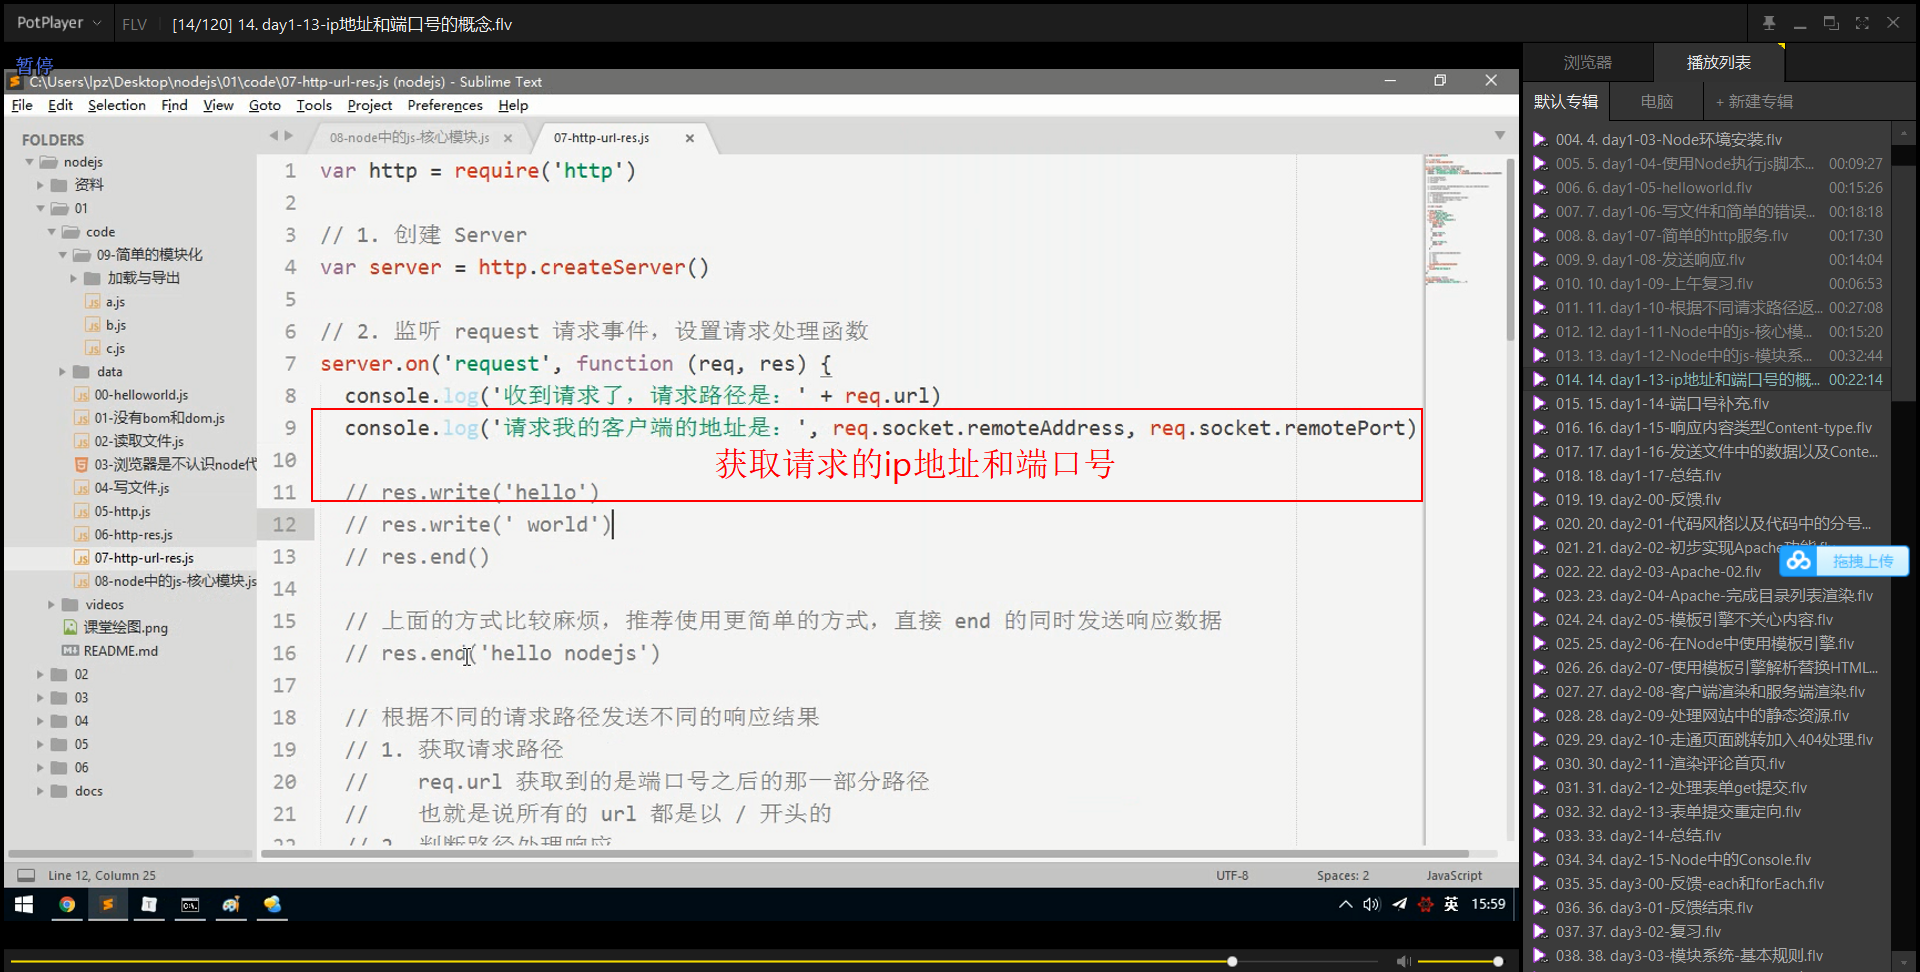 PotPlayer
FLV
[14/120] 14. day1-13-ip地址和端口号的概念.flv
暂停
C:\Users\lpz\Desktop\nodejs\01\code\07-http-url-res.js (nodejs) - Sublime Text
File Edit Selection Find View Goto Tools Project Preferences Help
FOLDERS
nodejs
资料
01
code
09-简单的模块化
加载与导出
a.js
b.js
c.js
data
00-helloworld.js
01-没有bom和dom.js
02-读取文件.js
03-浏览器是不认识node代
04-写文件.js
05-http.js
06-http-res.js
07-http-url-res.js
08-node中的js-核心模块.js
videos
课堂绘图.png
README.md
02
03
04
05
06
docs
08-node中的js-核心模块.js
07-http-url-res.js
1 var http = require('http')
2
3 // 1. 创建 Server
4 var server = http.createServer()
5
6 // 2. 监听 request 请求事件，设置请求处理函数
7 server.on('request', function (req, res) {
8 console.log('收到请求了，请求路径是：' + req.url)
9 console.log('请求我的客户端的地址是：', req.socket.remoteAddress, req.socket.remotePort)
10
获取请求的ip地址和端口号
11 // res.write('hello')
12 // res.write(' world')
13 // res.end()
14
15 // 上面的方式比较麻烦，推荐使用更简单的方式，直接 end 的同时发送响应数据
16 // res.end('hello nodejs')
17
18 // 根据不同的请求路径发送不同的响应结果
19 // 1. 获取请求路径
20 // req.url 获取到的是端口号之后的那一部分路径
21 // 也就是说所有的 url 都是以 / 开头的
22 // 2. 判断路径处理响应
Line 12, Column 25
UTF-8
Spaces: 2
JavaScript
英
15:59
浏览器
播放列表
默认专辑
电脑
+ 新建专辑
004. 4. day1-03-Node环境安装.flv
005. 5. day1-04-使用Node执行js脚本... 00:09:27
006. 6. day1-05-helloworld.flv 00:15:26
007. 7. day1-06-写文件和简单的错误... 00:18:18
008. 8. day1-07-简单的http服务.flv 00:17:30
009. 9. day1-08-发送响应.flv 00:14:04
010. 10. day1-09-上午复习.flv 00:06:53
011. 11. day1-10-根据不同请求路径返... 00:27:08
012. 12. day1-11-Node中的js-核心模... 00:15:20
013. 13. day1-12-Node中的js-模块系... 00:32:44
014. 14. day1-13-ip地址和端口号的概... 00:22:14
015. 15. day1-14-端口号补充.flv
016. 16. day1-15-响应内容类型Content-type.flv
017. 17. day1-16-发送文件中的数据以及Conte...
018. 18. day1-17-总结.flv
019. 19. day2-00-反馈.flv
020. 20. day2-01-代码风格以及代码中的分号...
021. 21. day2-02-初步实现Apache功能.flv
拖拽上传
022. 22. day2-03-Apache-02.flv
023. 23. day2-04-Apache-完成目录列表渲染.flv
024. 24. day2-05-模板引擎不关心内容.flv
025. 25. day2-06-在Node中使用模板引擎.flv
026. 26. day2-07-使用模板引擎解析替换HTML...
027. 27. day2-08-客户端渲染和服务端渲染.flv
028. 28. day2-09-处理网站中的静态资源.flv
029. 29. day2-10-走通页面跳转加入404处理.flv
030. 30. day2-11-渲染评论首页.flv
031. 31. day2-12-处理表单get提交.flv
032. 32. day2-13-表单提交重定向.flv
033. 33. day2-14-总结.flv
034. 34. day2-15-Node中的Console.flv
035. 35. day3-00-反馈-each和forEach.flv
036. 36. day3-01-反馈结束.flv
037. 37. day3-02-复习.flv
038. 38. day3-03-模块系统-基本规则.flv